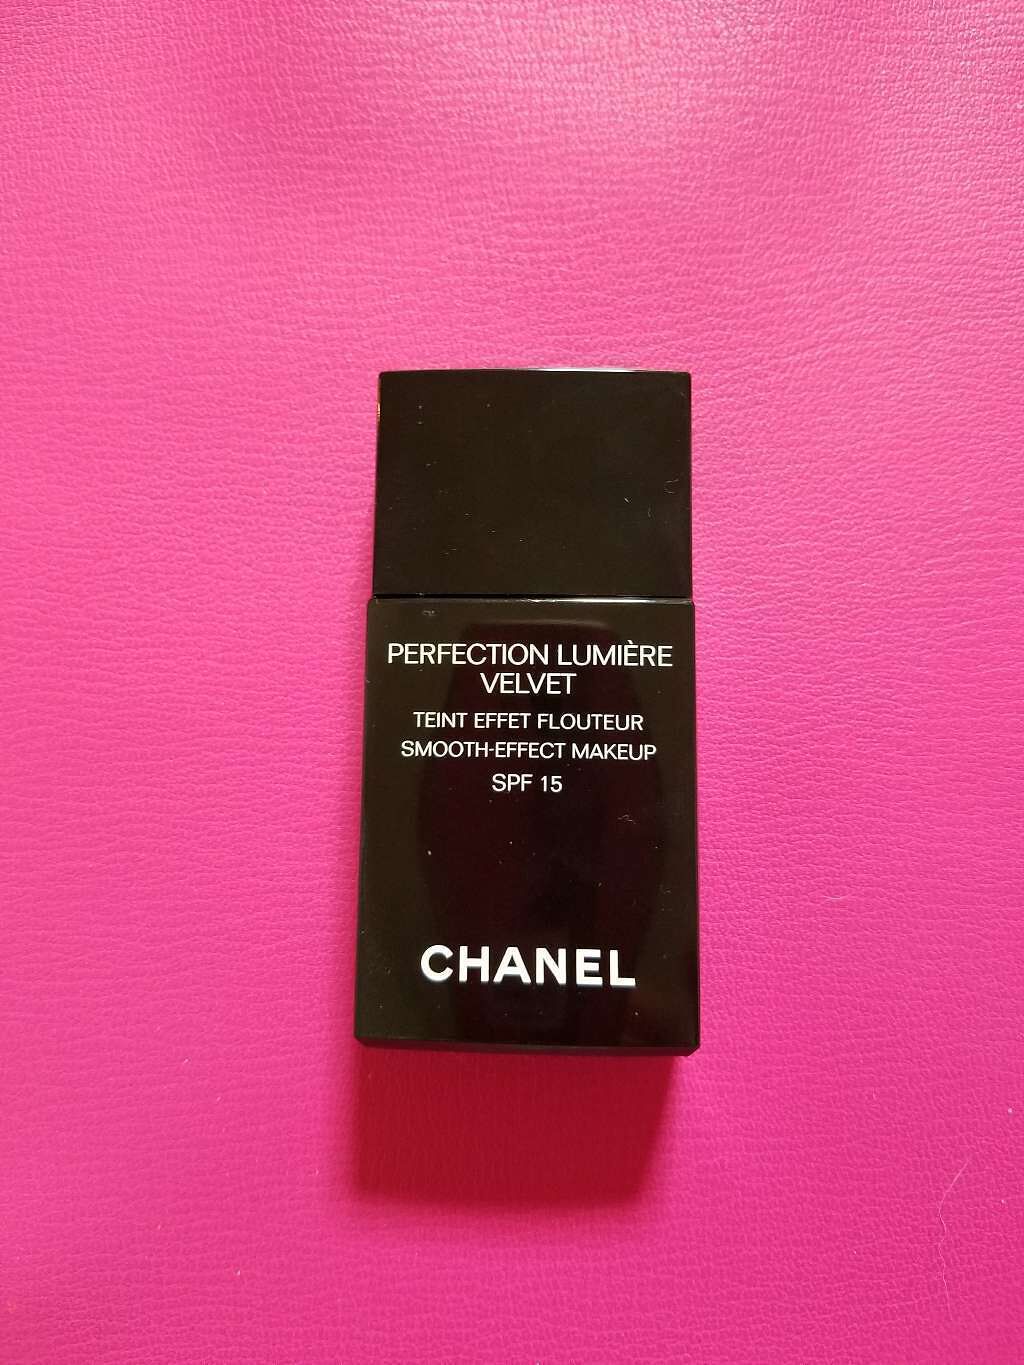 PERFECTION LUMIÈRE
VELVET
TEINT EFFET FLOUTEUR
SMOOTH-EFFECT MAKEUP
SPF 15
CHANEL